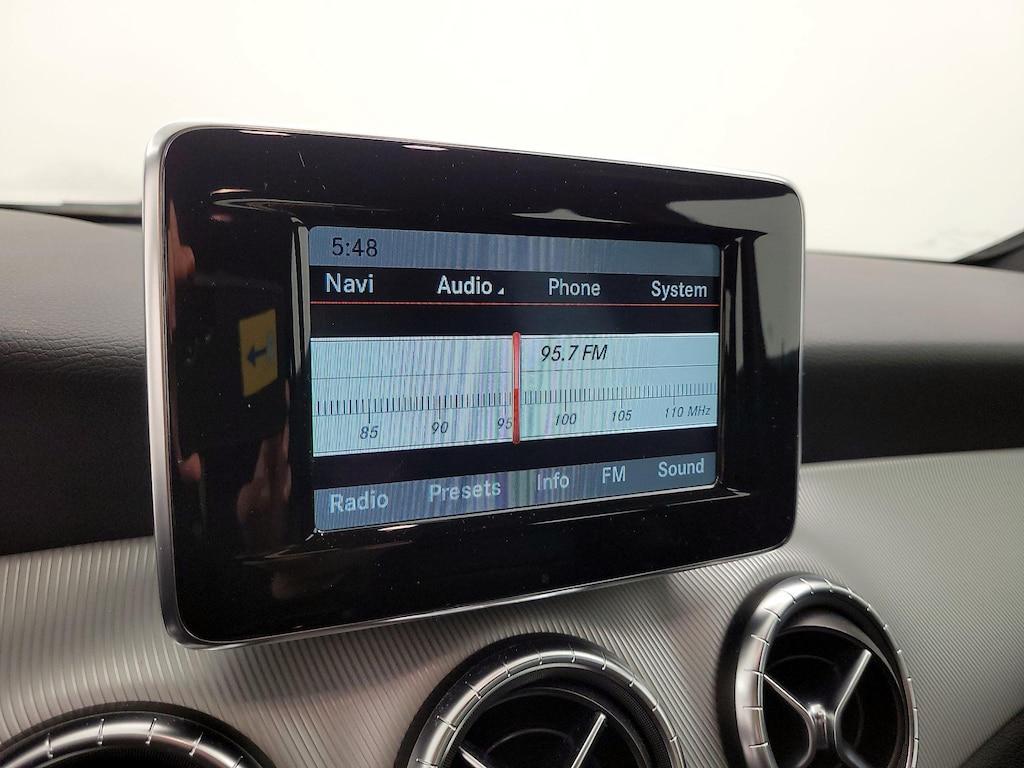 5:48
Navi Audio Phone System
95.7 FM
85 90 95 100 105 110 MHz
Radio Presets Info FM Sound